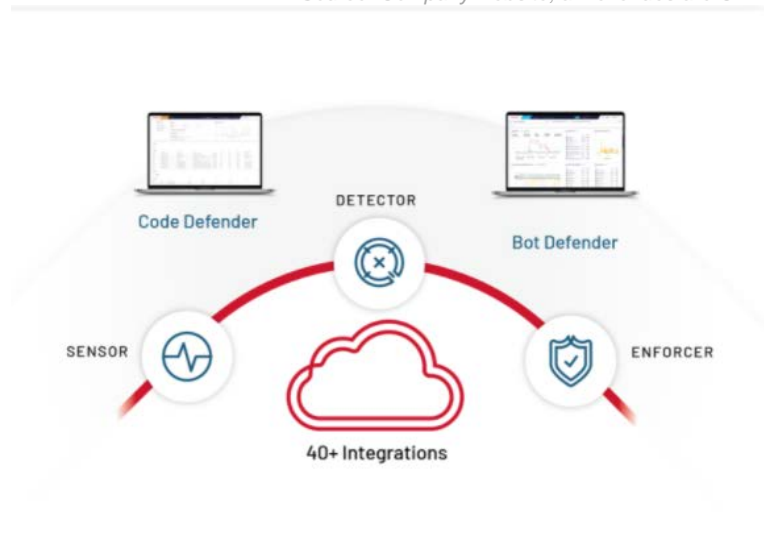 Code Defender
DETECTOR
Bot Defender
SENSOR
ENFORCER
40+ Integrations